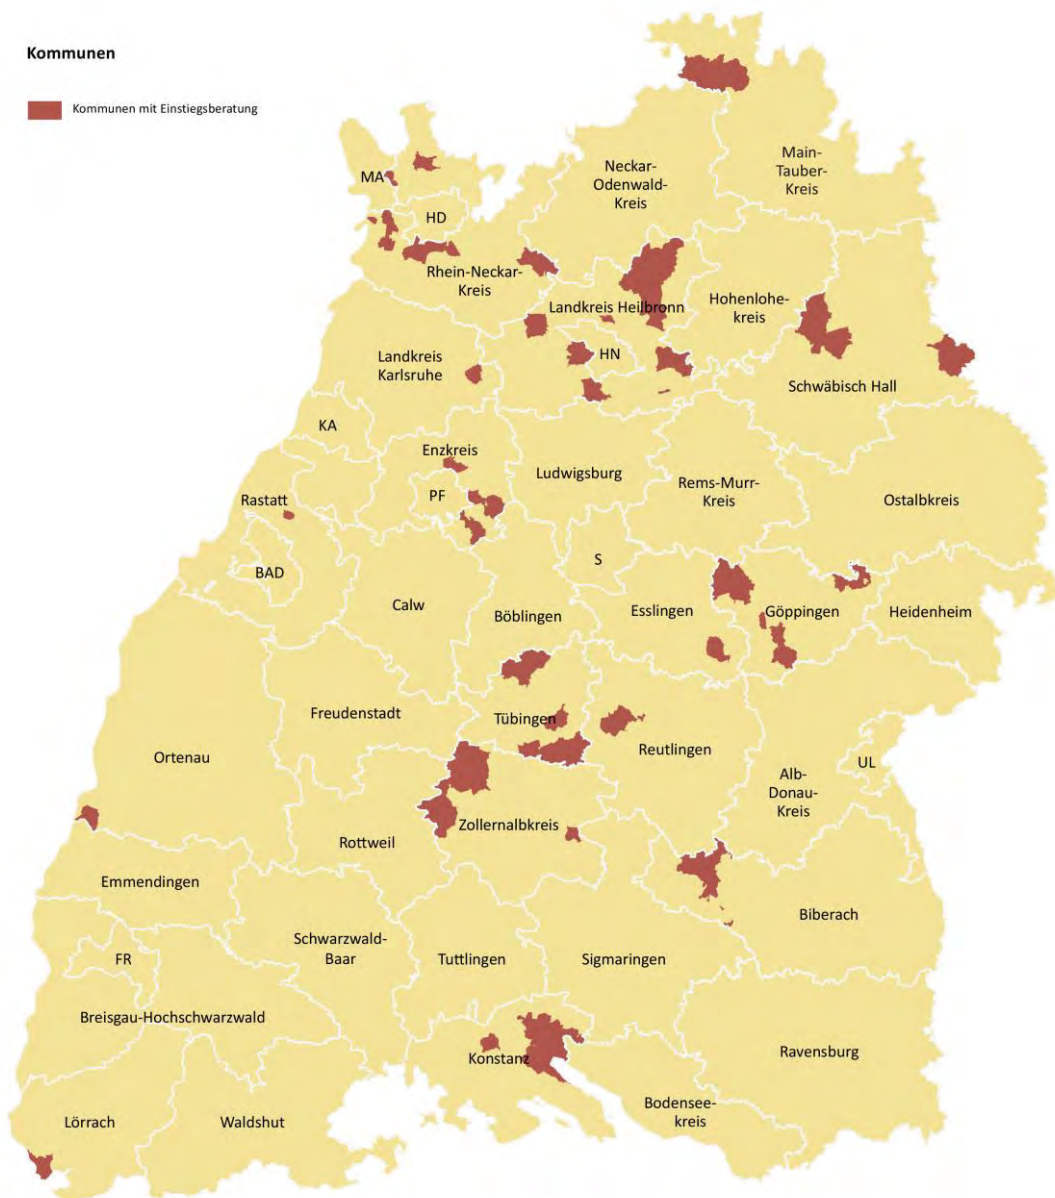 Kommunen
Kommunen mit Einstiegsberatung
Main-
Tauber-
Kreis
Neckar-
Odenwald-
Kreis
MA
HD
Rhein-Neckar-
Kreis
Landkreis Heilbronn
Hohenlohe-
kreis
HN
Landkreis
Karlsruhe
Schwäbisch Hall
KA
Enzkreis
Ludwigsburg
Rems-Murr-
Kreis
PF
Rastatt
Ostalbkreis
S
BAD
Calw
Böblingen
Esslingen
Göppingen
Heidenheim
Freudenstadt
Tübingen
Reutlingen
Ortenau
UL
Alb-
Donau-
Kreis
Zollernalbkreis
Rottweil
Emmendingen
Biberach
Schwarzwald-
Baar
FR
Tuttlingen
Sigmaringen
Breisgau-Hochschwarzwald
Konstanz
Ravensburg
Bodensee-
kreis
Lörrach
Waldshut